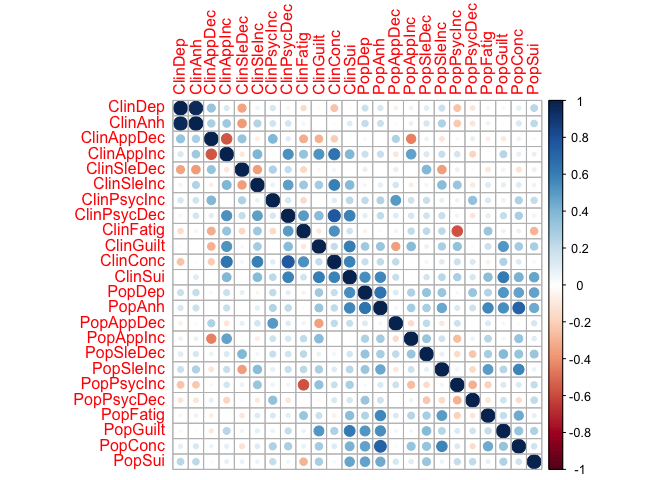 ClinDep
ClinAnh
ClinAppDec
ClinAppInc
ClinSleDec
ClinSleInc
ClinPsycInc
ClinPsycDec
ClinFatig
ClinGuilt
ClinConc
ClinSui
PopDep
PopAnh
PopAppDec
PopAppInc
PopSleDec
PopSleInc
PopPsycInc
PopPsycDec
PopFatig
PopGuilt
PopConc
PopSui
ClinDep
ClinAnh
ClinAppDec
ClinAppInc
ClinSleDec
ClinSleInc
ClinPsycInc
ClinPsycDec
ClinFatig
ClinGuilt
ClinConc
ClinSui
PopDep
PopAnh
PopAppDec
PopAppInc
PopSleDec
PopSleInc
PopPsycInc
PopPsycDec
PopFatig
PopGuilt
PopConc
PopSui
1
0.8
0.6
0.4
0.2
0
-0.2
-0.4
-0.6
-0.8
-1